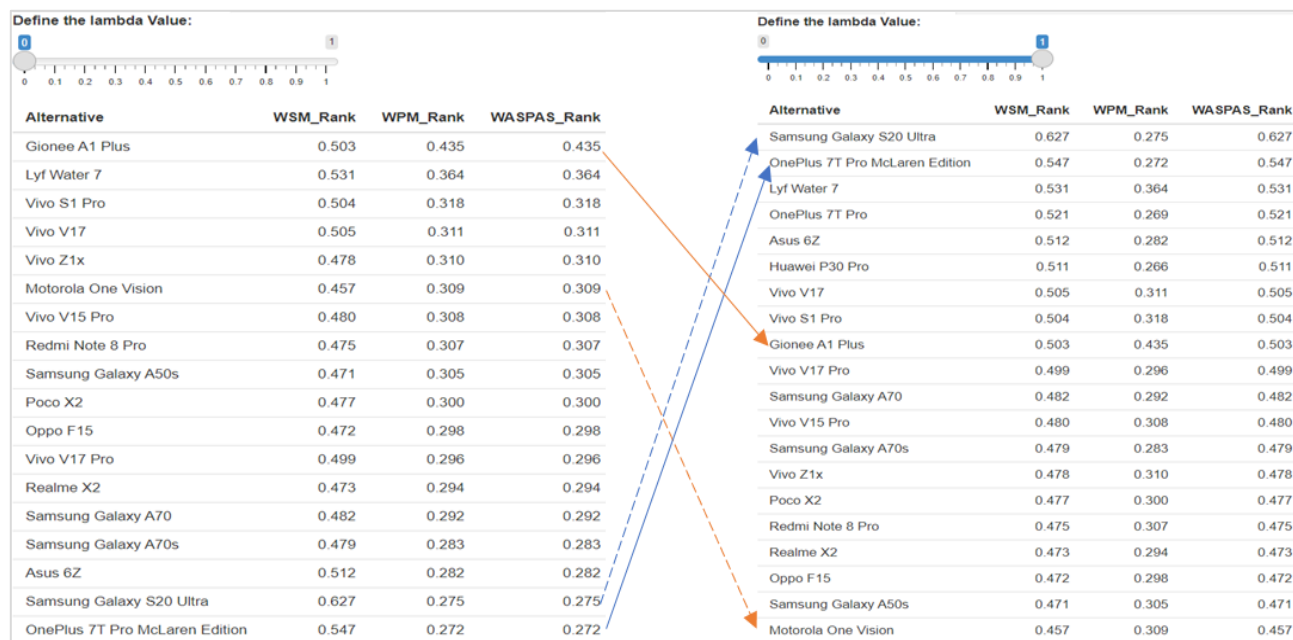 Define the lambda Value:
0 1
0 0.1 0.2 0.3 0.4 0.5 0.6 0.7 0.8 0.9 1
Alternative WSM_Rank WPM_Rank WASPAS_Rank
Gionee A1 Plus 0.503 0.435 0.435
Lyf Water 7 0.531 0.364 0.364
Vivo S1 Pro 0.504 0.318 0.318
Vivo V17 0.505 0.311 0.311
Vivo Z1x 0.478 0.310 0.310
Motorola One Vision 0.457 0.309 0.309
Vivo V15 Pro 0.480 0.308 0.308
Redmi Note 8 Pro 0.475 0.307 0.307
Samsung Galaxy A50s 0.471 0.305 0.305
Poco X2 0.477 0.300 0.300
Oppo F15 0.472 0.298 0.298
Vivo V17 Pro 0.499 0.296 0.296
Realme X2 0.473 0.294 0.294
Samsung Galaxy A70 0.482 0.292 0.292
Samsung Galaxy A70s 0.479 0.283 0.283
Asus 6Z 0.512 0.282 0.282
Samsung Galaxy S20 Ultra 0.627 0.275 0.275
OnePlus 7T Pro McLaren Edition 0.547 0.272 0.272
Define the lambda Value:
0 1
0 0.1 0.2 0.3 0.4 0.5 0.6 0.7 0.8 0.9 1
Alternative WSM_Rank WPM_Rank WASPAS_Rank
Samsung Galaxy S20 Ultra 0.627 0.275 0.627
OnePlus 7T Pro McLaren Edition 0.547 0.272 0.547
Lyf Water 7 0.531 0.364 0.531
OnePlus 7T Pro 0.521 0.269 0.521
Asus 6Z 0.512 0.282 0.512
Huawei P30 Pro 0.511 0.266 0.511
Vivo V17 0.505 0.311 0.505
Vivo S1 Pro 0.504 0.318 0.504
Gionee A1 Plus 0.503 0.435 0.503
Vivo V17 Pro 0.499 0.296 0.499
Samsung Galaxy A70 0.482 0.292 0.482
Vivo V15 Pro 0.480 0.308 0.480
Samsung Galaxy A70s 0.479 0.283 0.479
Vivo Z1x 0.478 0.310 0.478
Poco X2 0.477 0.300 0.477
Redmi Note 8 Pro 0.475 0.307 0.475
Realme X2 0.473 0.294 0.473
Oppo F15 0.472 0.298 0.472
Samsung Galaxy A50s 0.471 0.305 0.471
Motorola One Vision 0.457 0.309 0.457